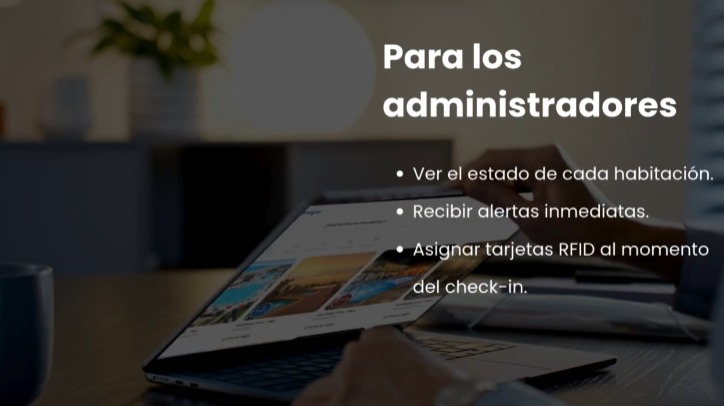 Para los
administradores
• Ver el estado de cada habitación.
• Recibir alertas inmediatas.
• Asignar tarjetas RFID al momento
del check-in.